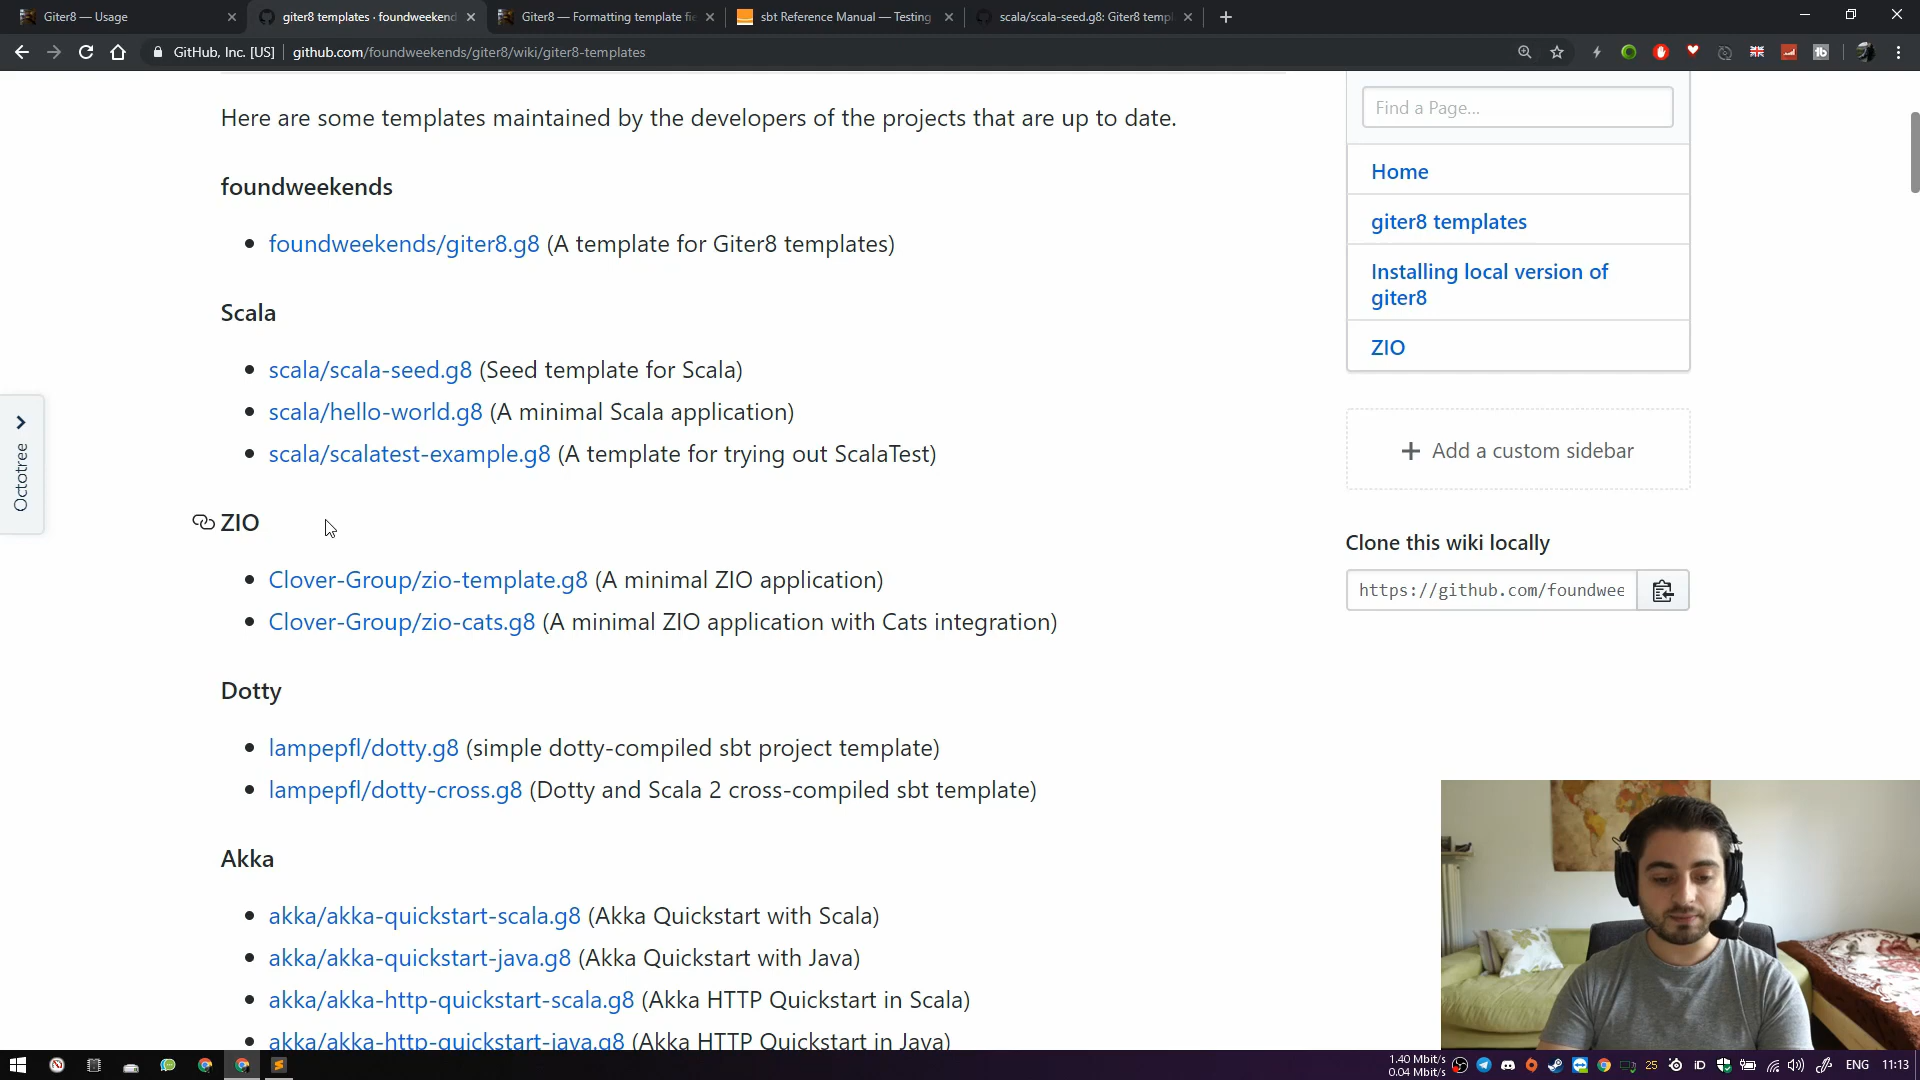 Giter8 — Usage
giter8 templates · foundweekend
Giter8 — Formatting template fie
sbt Reference Manual — Testing
scala/scala-seed.g8: Giter8 temp
GitHub, Inc. [US]
github.com/foundweekends/giter8/wiki/giter8-templates
Here are some templates maintained by the developers of the projects that are up to date.
foundweekends
foundweekends/giter8.g8 (A template for Giter8 templates)
Scala
scala/scala-seed.g8 (Seed template for Scala)
scala/hello-world.g8 (A minimal Scala application)
scala/scalatest-example.g8 (A template for trying out ScalaTest)
ZIO
Clover-Group/zio-template.g8 (A minimal ZIO application)
Clover-Group/zio-cats.g8 (A minimal ZIO application with Cats integration)
Dotty
lampepfl/dotty.g8 (simple dotty-compiled sbt project template)
lampepfl/dotty-cross.g8 (Dotty and Scala 2 cross-compiled sbt template)
Akka
akka/akka-quickstart-scala.g8 (Akka Quickstart with Scala)
akka/akka-quickstart-java.g8 (Akka Quickstart with Java)
akka/akka-http-quickstart-scala.g8 (Akka HTTP Quickstart in Scala)
akka/akka-http-quickstart-java.g8 (Akka HTTP Quickstart in Java)
Octotree
Find a Page...
Home
giter8 templates
Installing local version of
giter8
ZIO
Add a custom sidebar
Clone this wiki locally
https://github.com/foundwee
1.40 Mbit/s
0.04 Mbit/s
25
iD
ENG
11:13